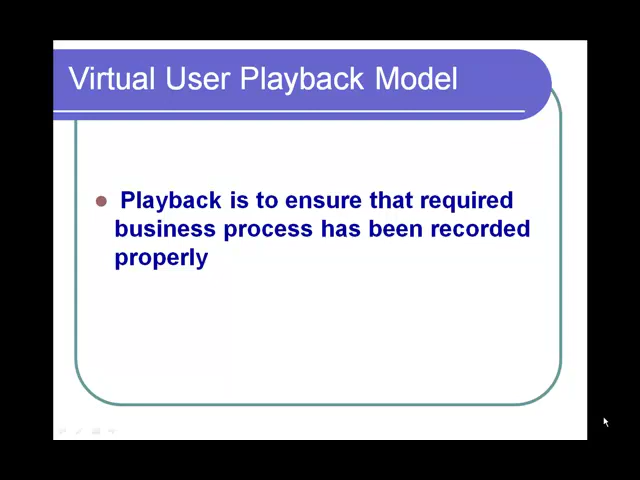 Virtual User Playback Model
Playback is to ensure that required
business process has been recorded
properly